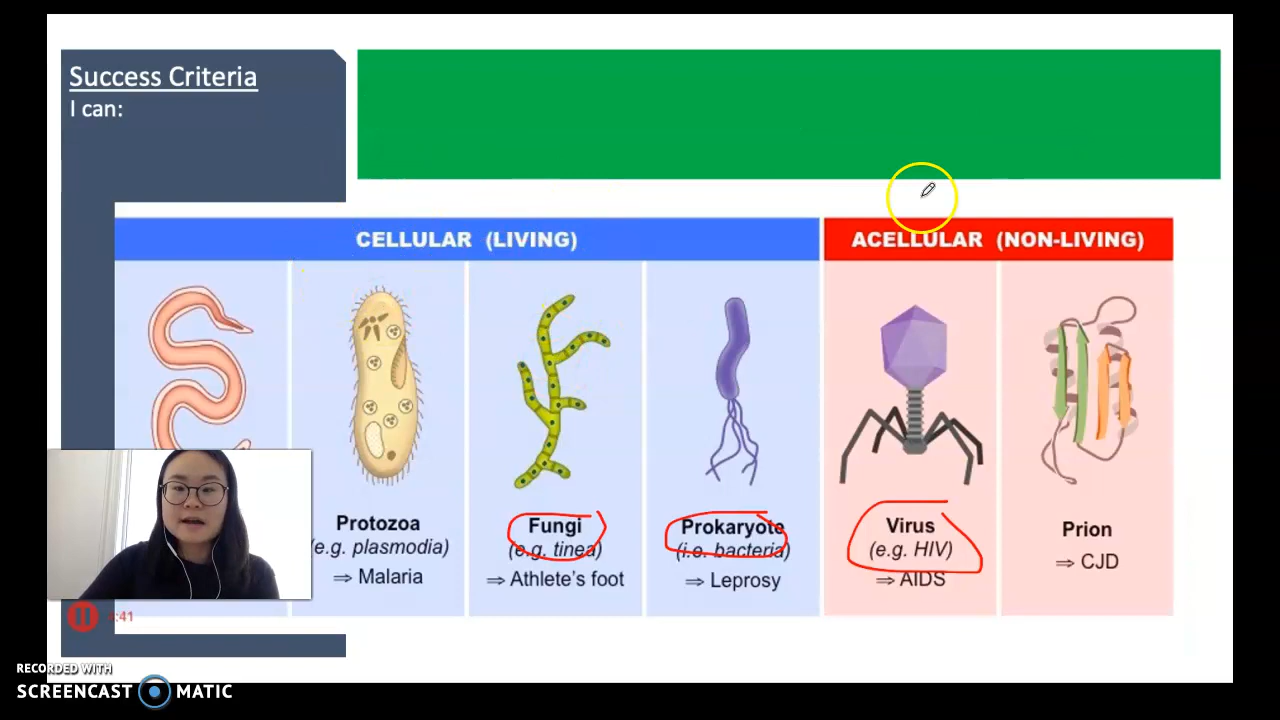 Success Criteria
I can:
CELLULAR (LIVING)
ACELLULAR (NON-LIVING)
Protozoa
(e.g. plasmodia)
⇒ Malaria
Fungi
(e.g. tinea)
⇒ Athlete's foot
Prokaryote
(i.e. bacteria)
⇒ Leprosy
Virus
(e.g. HIV)
⇒ AIDS
Prion
⇒ CJD
:41
RECORDED WITH
SCREENCAST MATIC